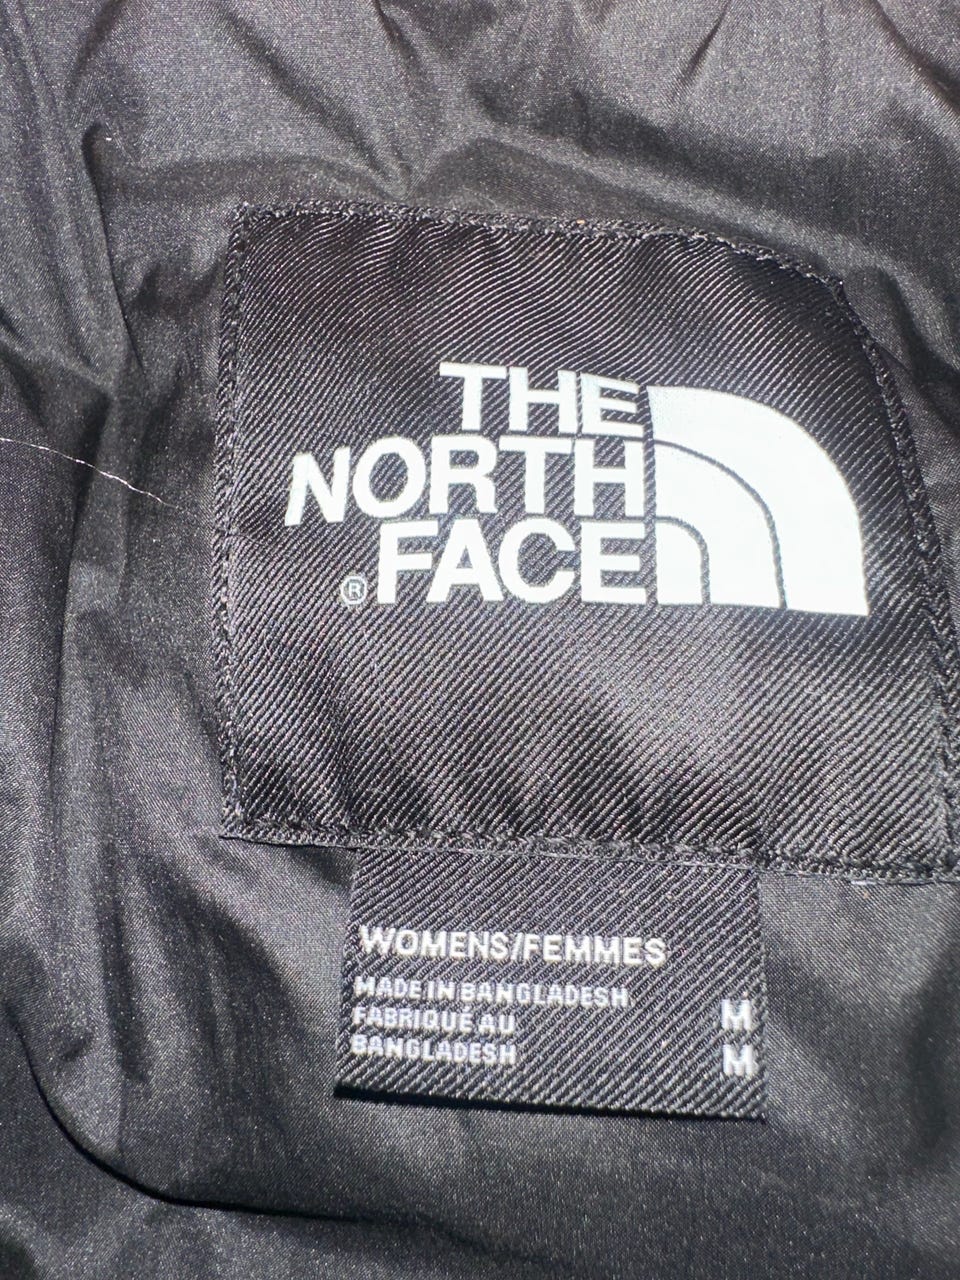 THE
NORTH
®FACE
WOMENS/FEMMES
MADE IN BANGLADESH
FABRIQUÉ AU M
BANGLADESH M